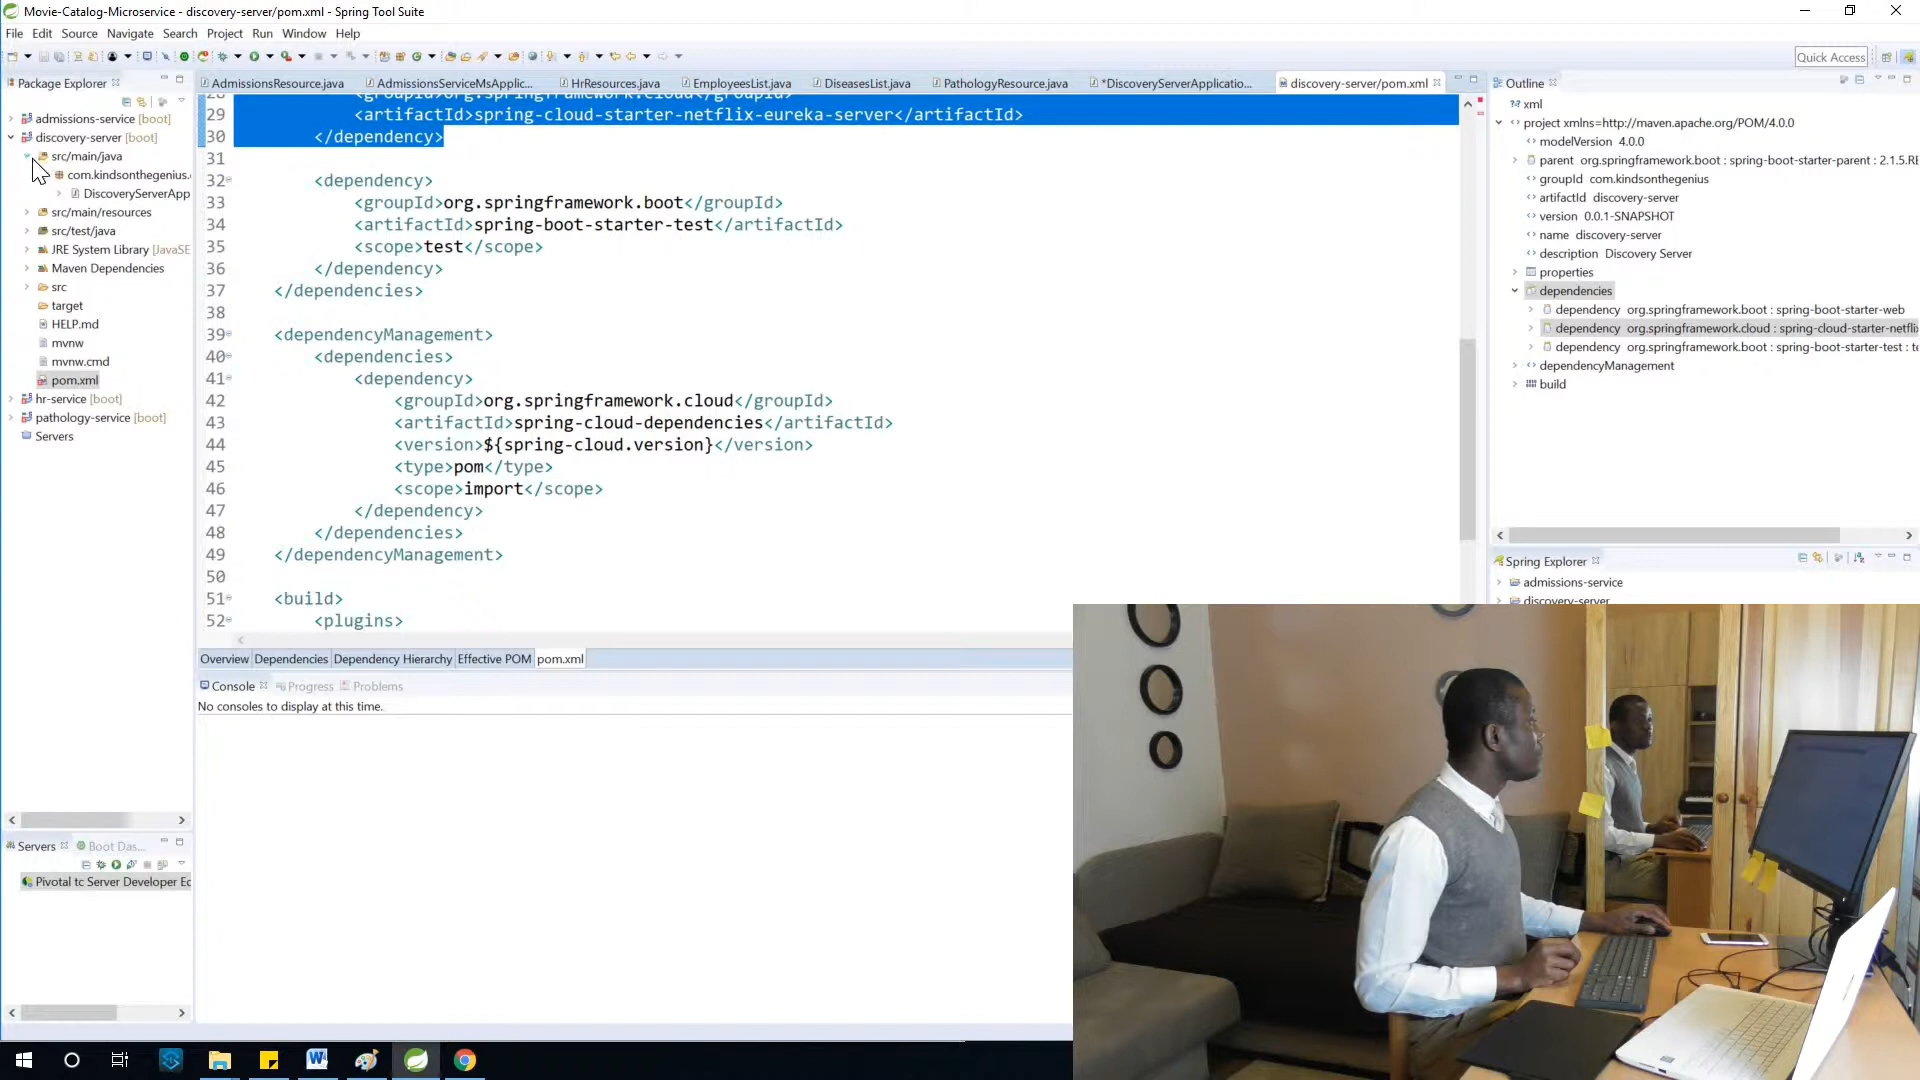 Movie-Catalog-Microservice - discovery-server/pom.xml - Spring Tool Suite
File Edit Source Navigate Search Project Run Window Help
Quick Access
Package Explorer
admissions-service [boot]
discovery-server [boot]
src/main/java
com.kindsonthegenius.
DiscoveryServerApp
src/main/resources
src/test/java
JRE System Library [JavaSE
Maven Dependencies
src
target
HELP.md
mvnw
mvnw.cmd
pom.xml
hr-service [boot]
pathology-service [boot]
Servers
Servers Boot Das...
Pivotal tc Server Developer Ec
AdmissionsResource.java AdmissionsServiceMsApplic... HrResources.java EmployeesList.java DiseasesList.java PathologyResource.java *DiscoveryServerApplicatio... discovery-server/pom.xml
28 <groupId>org.springframework.cloud</groupId>
29 <artifactId>spring-cloud-starter-netflix-eureka-server</artifactId>
30 </dependency>
31
32 <dependency>
33 <groupId>org.springframework.boot</groupId>
34 <artifactId>spring-boot-starter-test</artifactId>
35 <scope>test</scope>
36 </dependency>
37 </dependencies>
38
39 <dependencyManagement>
40 <dependencies>
41 <dependency>
42 <groupId>org.springframework.cloud</groupId>
43 <artifactId>spring-cloud-dependencies</artifactId>
44 <version>${spring-cloud.version}</version>
45 <type>pom</type>
46 <scope>import</scope>
47 </dependency>
48 </dependencies>
49 </dependencyManagement>
50
51 <build>
52 <plugins>
Overview Dependencies Dependency Hierarchy Effective POM pom.xml
Console Progress Problems
No consoles to display at this time.
Outline
xml
project xmlns=http://maven.apache.org/POM/4.0.0
modelVersion 4.0.0
parent org.springframework.boot : spring-boot-starter-parent : 2.1.5.RE
groupId com.kindsonthegenius
artifactId discovery-server
version 0.0.1-SNAPSHOT
name discovery-server
description Discovery Server
properties
dependencies
dependency org.springframework.boot : spring-boot-starter-web
dependency org.springframework.cloud : spring-cloud-starter-netfli
dependency org.springframework.boot : spring-boot-starter-test : te
dependencyManagement
build
Spring Explorer
admissions-service
discovery-server